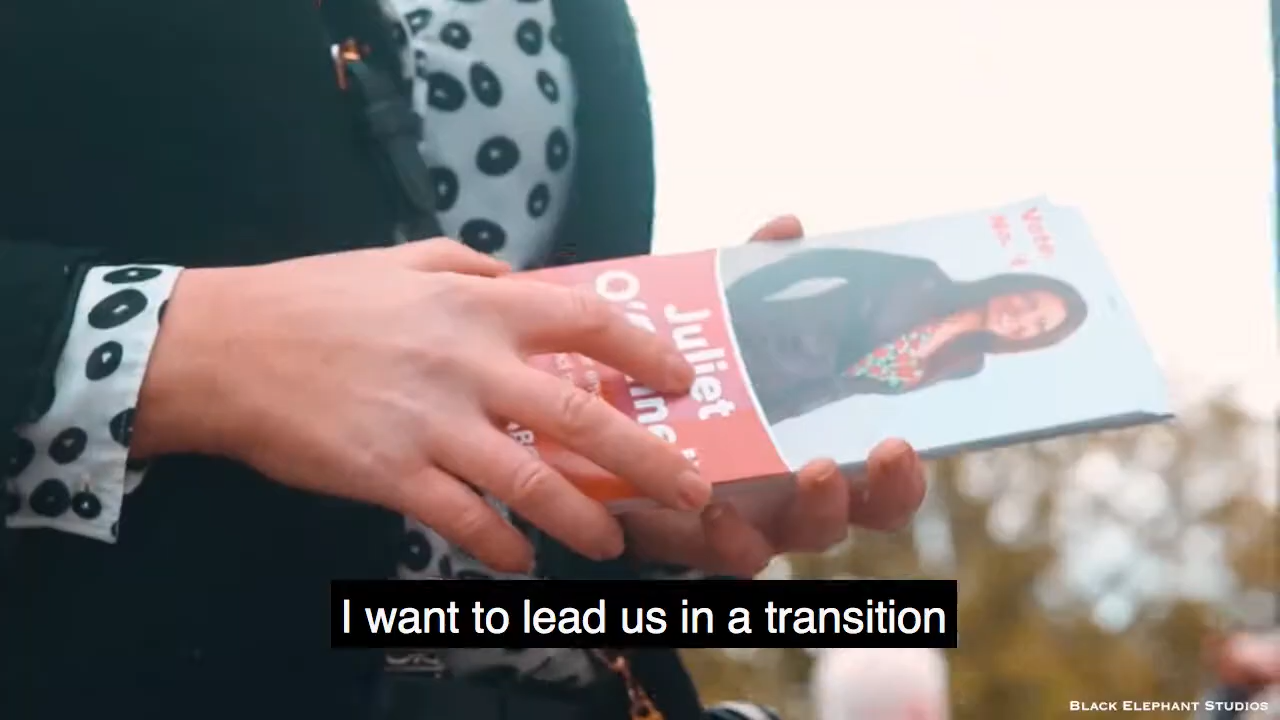 Vote
No. 1
Juliet
I want to lead us in a transition
BLACK ELEPHANT STUDIOS